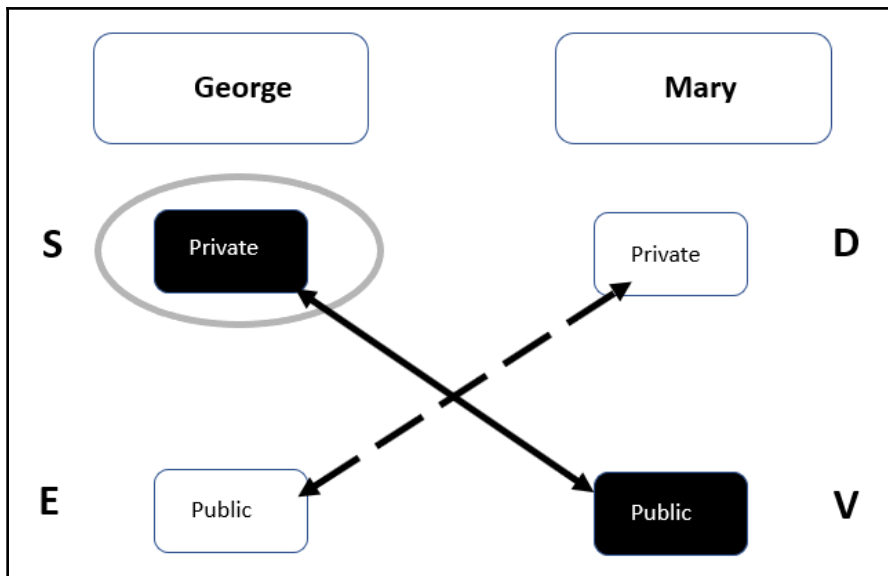 George
Mary
S
Private
Private
D
E
Public
Public
V